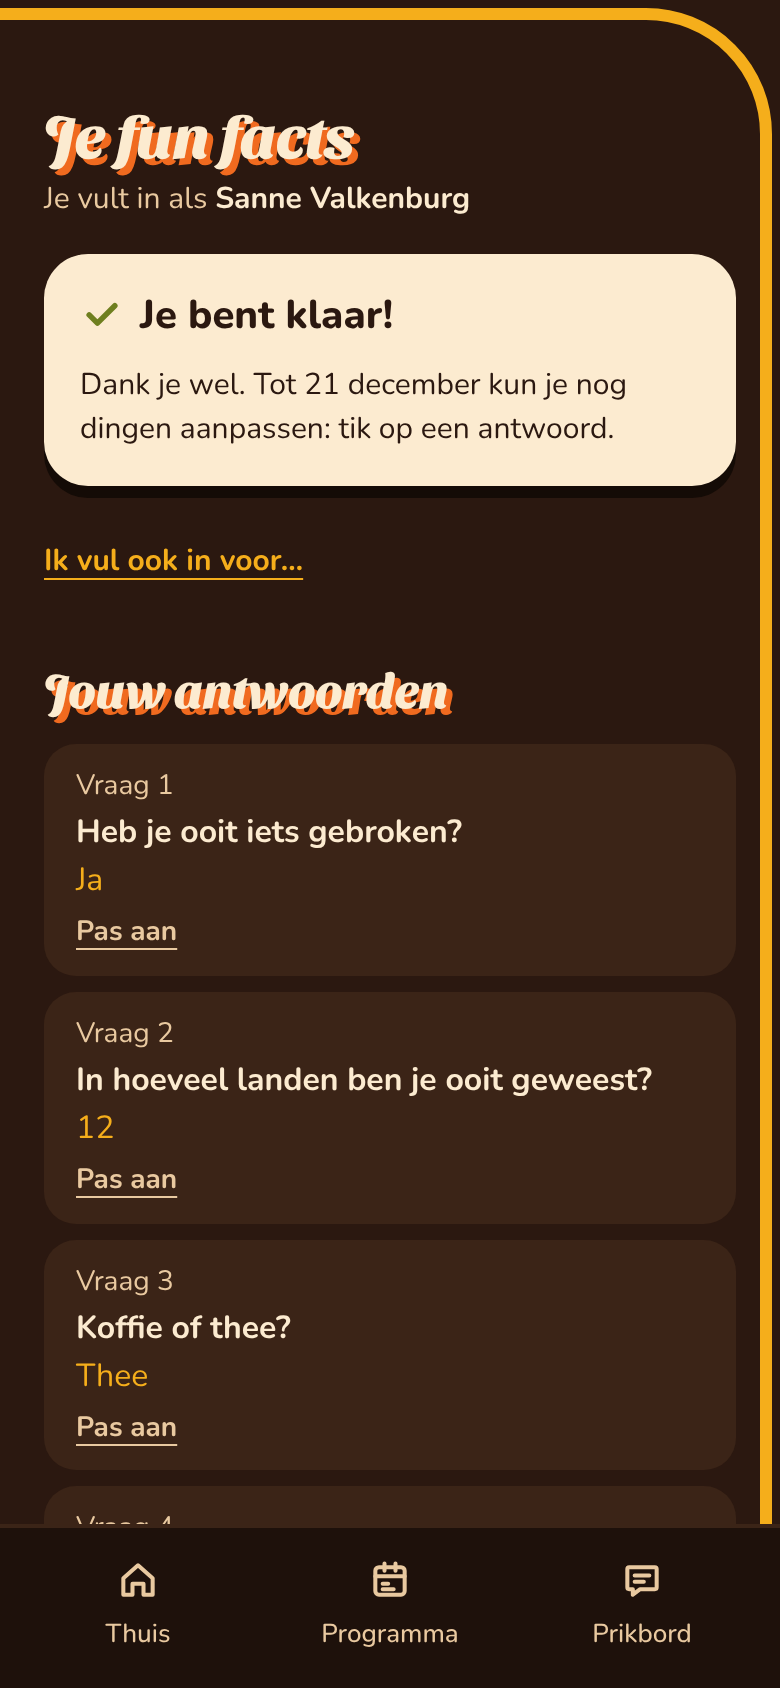 Je fun facts
Je vult in als Sanne Valkenburg
Je bent klaar!
Dank je wel. Tot 21 december kun je nog
dingen aanpassen: tik op een antwoord.
Ik vul ook in voor...
Jouw antwoorden
Vraag 1
Heb je ooit iets gebroken?
Ja
Pas aan
Vraag 2
In hoeveel landen ben je ooit geweest?
12
Pas aan
Vraag 3
Koffie of thee?
Thee
Pas aan
Vraag 4
Thuis
Programma
Prikbord